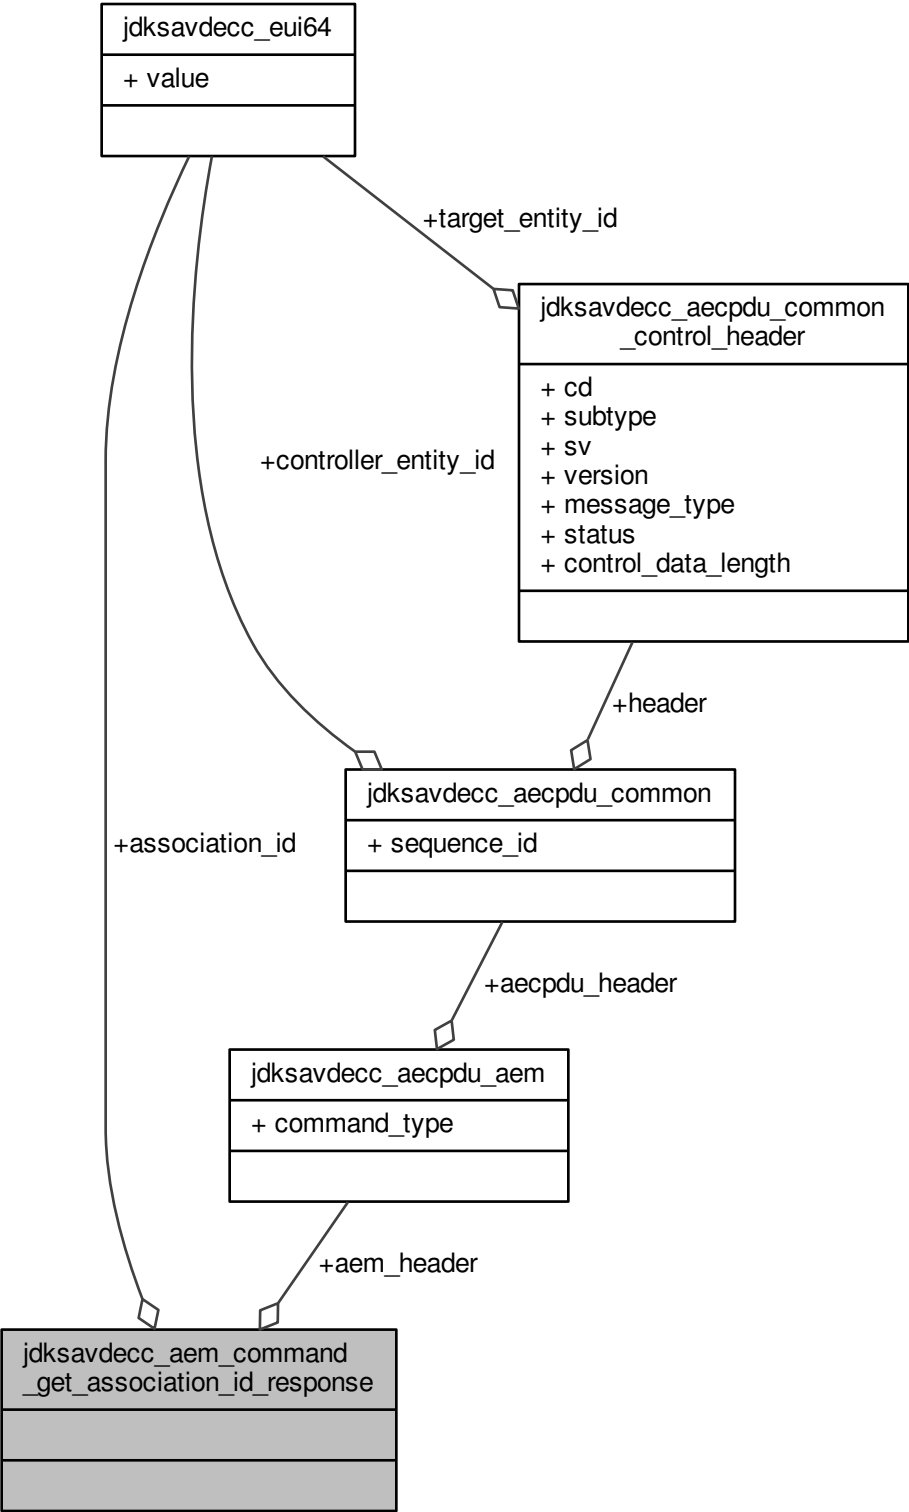 jdksavdecc_eui64
+ value
+target_entity_id
jdksavdecc_aecpdu_common
_control_header
+ cd
+ subtype
+ sv
+ version
+ message_type
+ status
+ control_data_length
+controller_entity_id
+header
jdksavdecc_aecpdu_common
+ sequence_id
+association_id
+aecpdu_header
jdksavdecc_aecpdu_aem
+ command_type
+aem_header
jdksavdecc_aem_command
_get_association_id_response